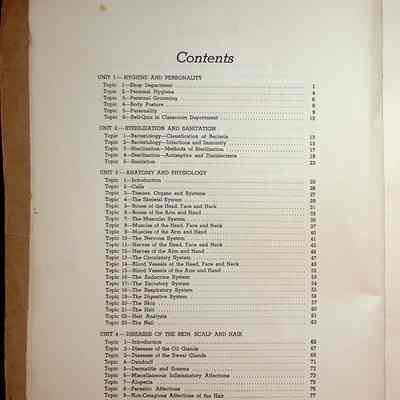 Contents
UNIT 1—HYGIENE AND PERSONALITY
Topic 1—Shop Department 1
Topic 2—Personal Hygiene 4
Topic 3—Personal Grooming 6
Topic 4—Body Posture 8
Topic 5—Personality 9
Topic 6—Self-Quiz in Classroom Deportment 12
UNIT 2—STERILIZATION AND SANITATION
Topic 1—Bacteriology—Classification of Bacteria 13
Topic 2—Bacteriology—Infections and Immunity 15
Topic 3—Sterilization—Methods of Sterilization 17
Topic 4—Sterilization—Antiseptics and Disinfectants 19
Topic 5—Sanitation 23
UNIT 3—ANATOMY AND PHYSIOLOGY
Topic 1—Introduction 25
Topic 2—Cells 26
Topic 3—Tissues, Organs and Systems
Topic 4—The Skeletal System
Topic 5—Bones of the Head, Face and Neck
Topic 6—Bones of the Arm and Hand
Topic 7—The Muscular System
Topic 8—Muscles of the Head, Face and Neck
Topic 9—Muscles of the Arm and Hand 40
Topic 10—The Nervous System 41
Topic 11—Nerves of the Head, Face and Neck 42
Topic 12—Nerves of the Arm and Hand 46
Topic 13—The Circulatory System 47
Topic 14—Blood Vessels of the Head, Face and Neck 49
Topic 15—Blood Vessels of the Arm and Hand 52
Topic 16—The Endocrine System
Topic 17—The Excretory System 54
Topic 18—The Respiratory System
Topic 19—The Digestive System
Topic 20—The Skin 57
Topic 21—The Hair 60
Topic 22—Hair Analysis 61
Topic 23—The Nail 63
UNIT 4—DISEASES OF THE SKIN, SCALP AND HAIR
Topic 1—Introduction 65
Topic 2—Diseases of the Oil Glands 67
Topic 3—Diseases of the Sweat Glands 69
Topic 4—Dandruff 71
Topic 5—Dermatitis and Eczema 72
Topic 6—Miscellaneous Inflammatory Affections 73
Topic 7—Alopecia 75
Topic 8—Parasitic Affections 76
Topic 9—Non-Contagious Affections of the Hair 77